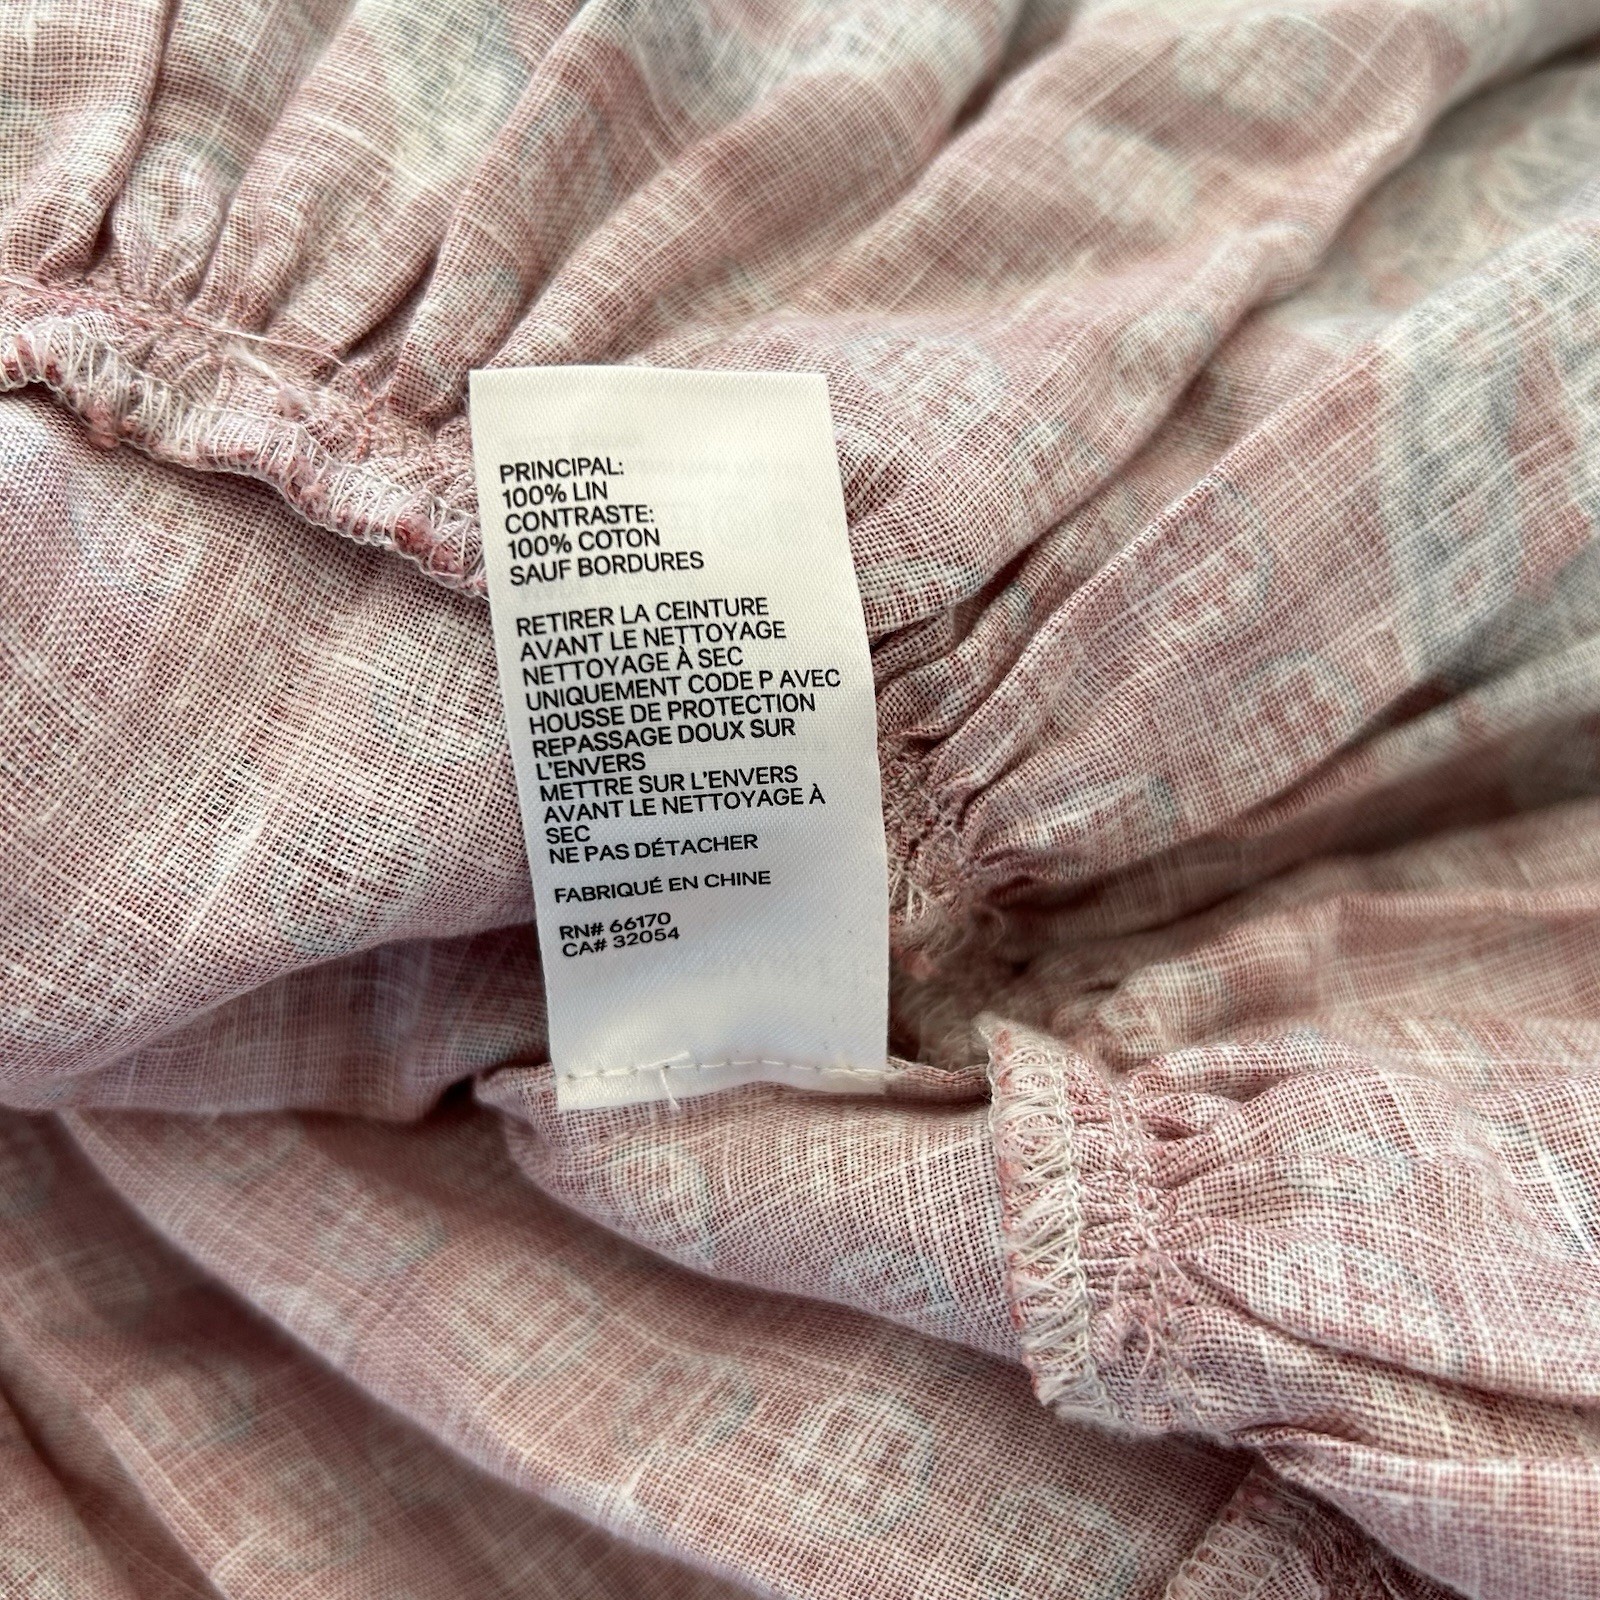 PRINCIPAL:
100% LIN
CONTRASTE:
100% COTON
SAUF BORDURES
RETIRER LA CEINTURE
AVANT LE NETTOYAGE
NETTOYAGE À SEC
UNIQUEMENT CODE P AVEC
HOUSSE DE PROTECTION
REPASSAGE DOUX SUR
L'ENVERS
METTRE SUR L'ENVERS
AVANT LE NETTOYAGE À
SEC
NE PAS DÉTACHER
FABRIQUÉ EN CHINE
RN# 66170
CA# 32054